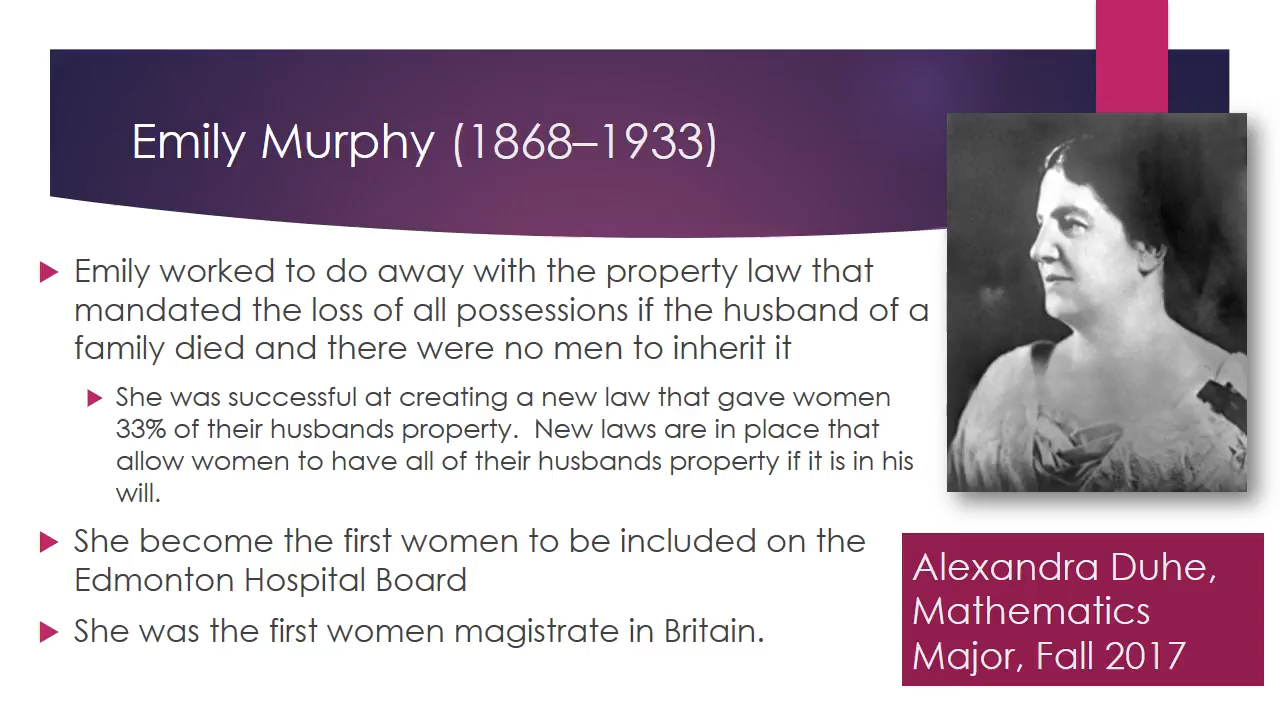 Emily Murphy (1868–1933)
Emily worked to do away with the property law that
mandated the loss of all possessions if the husband of a
family died and there were no men to inherit it
She was successful at creating a new law that gave women
33% of their husbands property.  New laws are in place that
allow women to have all of their husbands property if it is in his
will.
She become the first women to be included on the
Edmonton Hospital Board
She was the first women magistrate in Britain.
Alexandra Duhe,
Mathematics
Major, Fall 2017